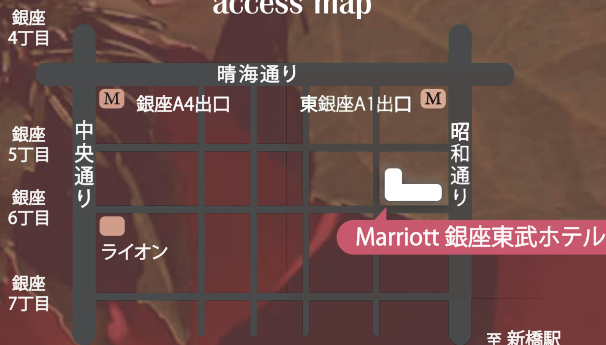 access map
銀座
4丁目
晴海通り
M 銀座A4出口
東銀座A1出口 M
中央通り
昭和通り
銀座
5丁目
銀座
6丁目
Marriott 銀座東武ホテル
ライオン
銀座
7丁目
至 新橋駅